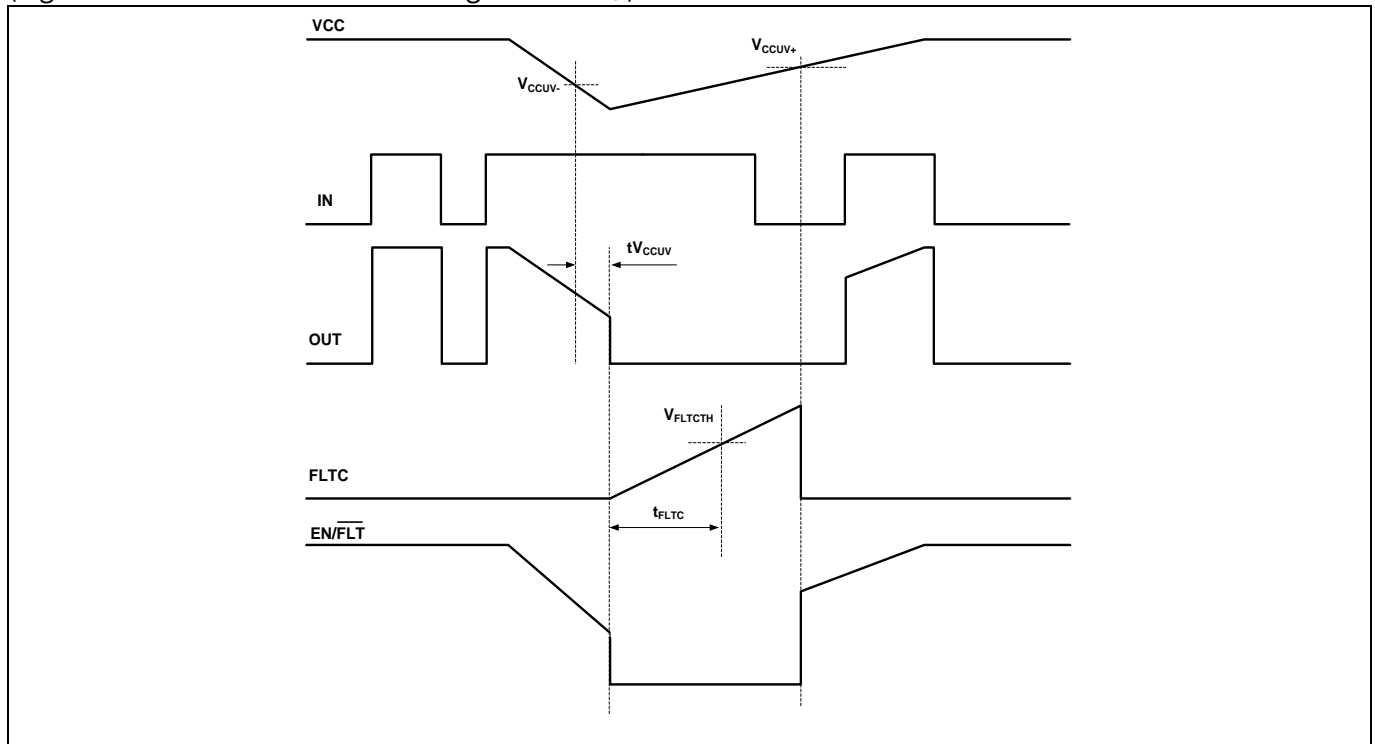 VCC
VCCUV+
VCCUV-
IN
tVCCUV
OUT
VFLTCTH
FLTC
tFLTC
EN/FLT